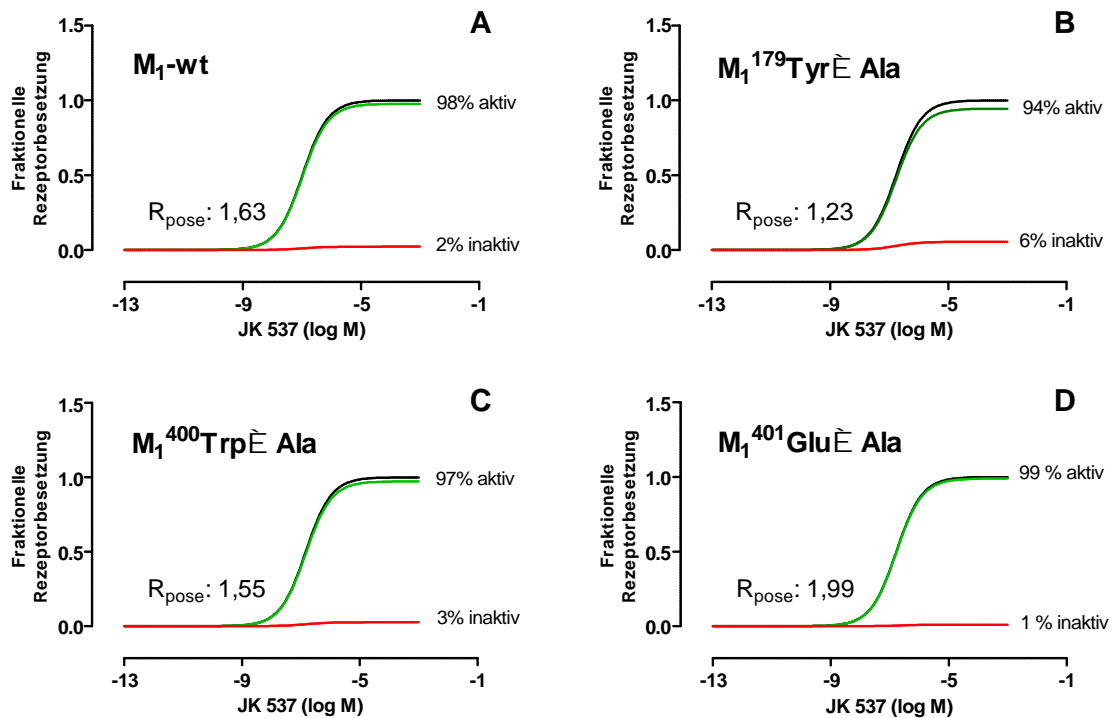 A
M1-wt
1.5
1.0
0.5
0.0
Fraktionelle
Rezeptorbesetzung
98% aktiv
Rpose: 1,63
2% inaktiv
-13
-9
-5
-1
JK 537 (log M)
B
M1179TyrÈ Ala
1.5
1.0
0.5
0.0
Fraktionelle
Rezeptorbesetzung
94% aktiv
Rpose: 1,23
6% inaktiv
-13
-9
-5
-1
JK 537 (log M)
C
M1400TrpÈ Ala
1.5
1.0
0.5
0.0
Fraktionelle
Rezeptorbesetzung
97% aktiv
Rpose: 1,55
3% inaktiv
-13
-9
-5
-1
JK 537 (log M)
D
M1401GluÈ Ala
1.5
1.0
0.5
0.0
Fraktionelle
Rezeptorbesetzung
99 % aktiv
Rpose: 1,99
1 % inaktiv
-13
-9
-5
-1
JK 537 (log M)